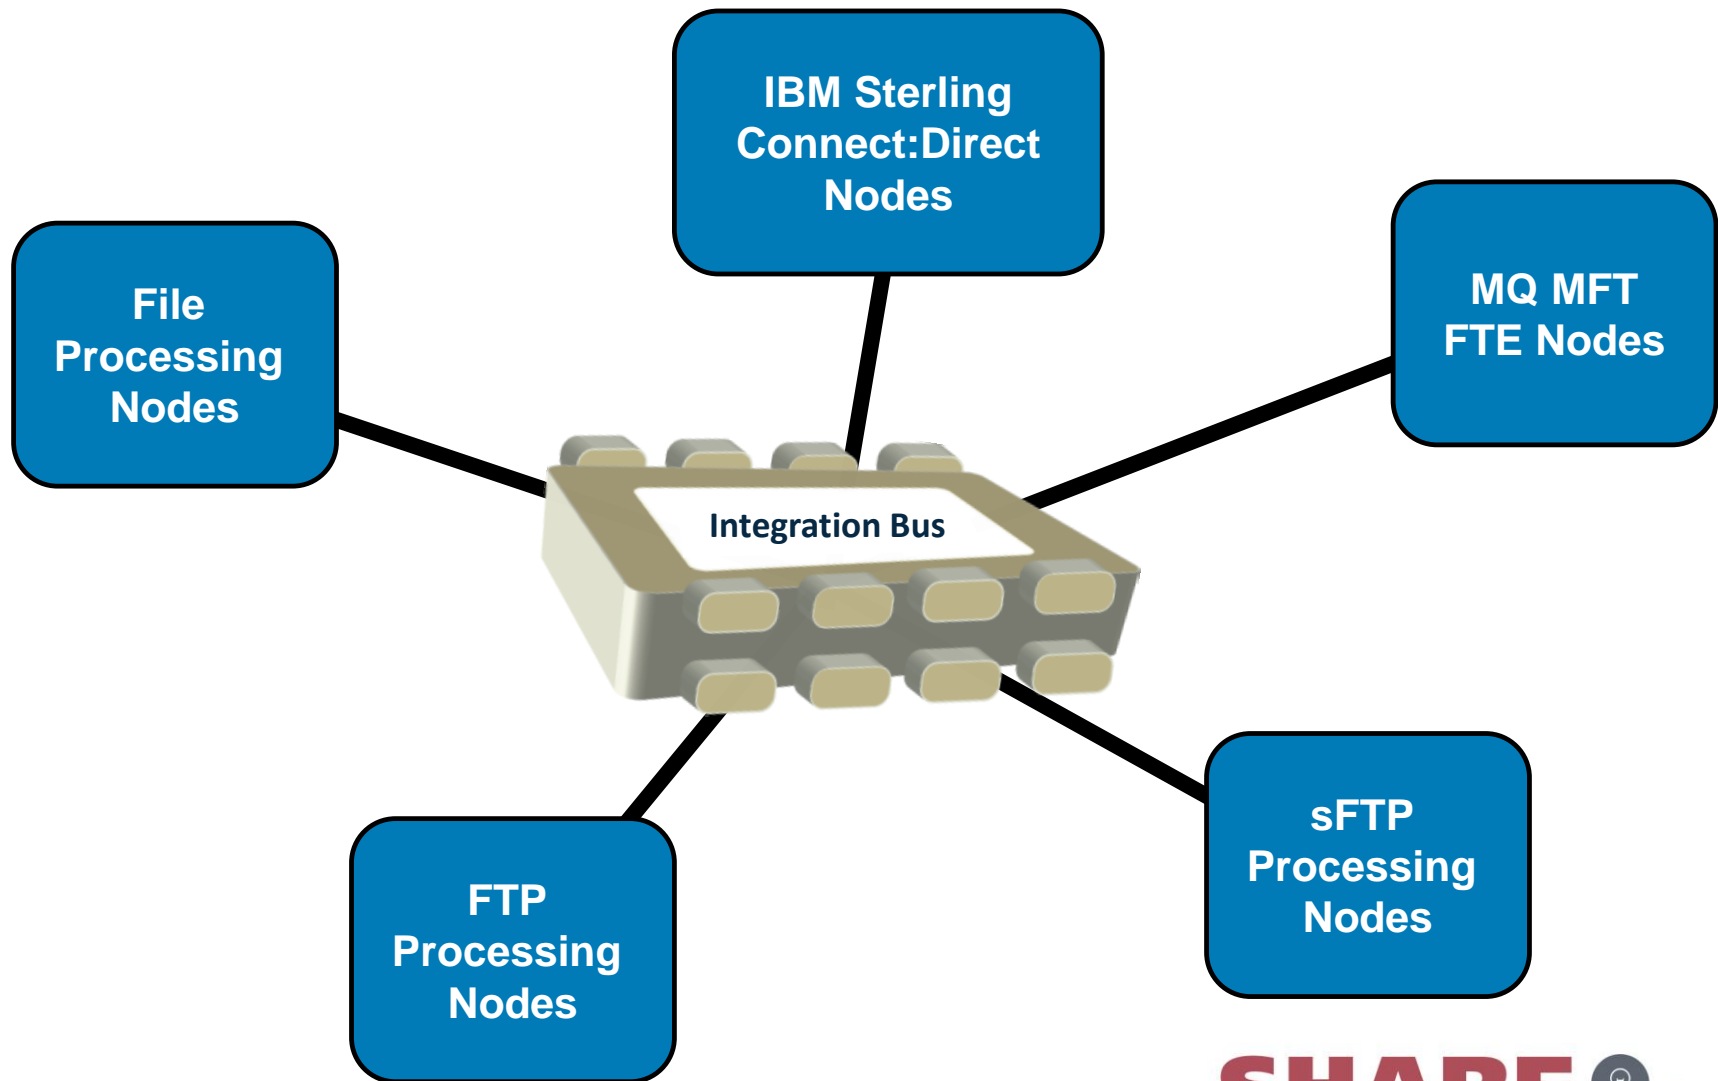 IBM Sterling
Connect:Direct
Nodes
File
Processing
Nodes
MQ MFT
FTE Nodes
Integration Bus
sFTP
Processing
Nodes
FTP
Processing
Nodes
SHARE